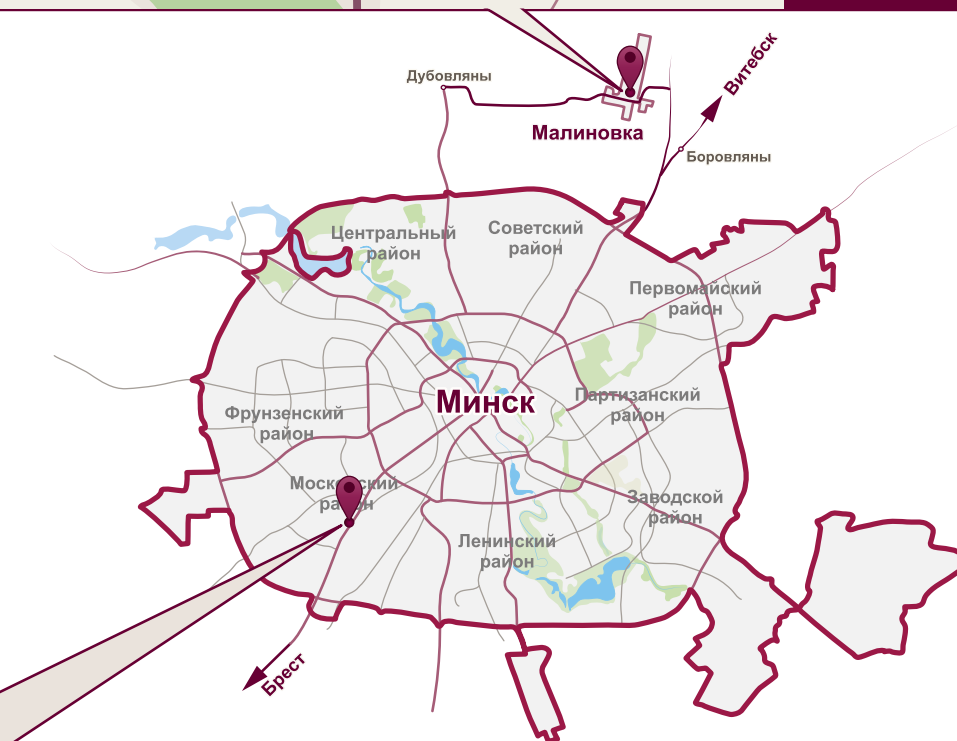 Дубовляны
Витебск
Малиновка
Боровляны
Центральный
район
Советский
район
Первомайский
район
Минск
Партизанский
район
Фрунзенский
район
Московский
район
Заводской
район
Ленинский
район
Брест